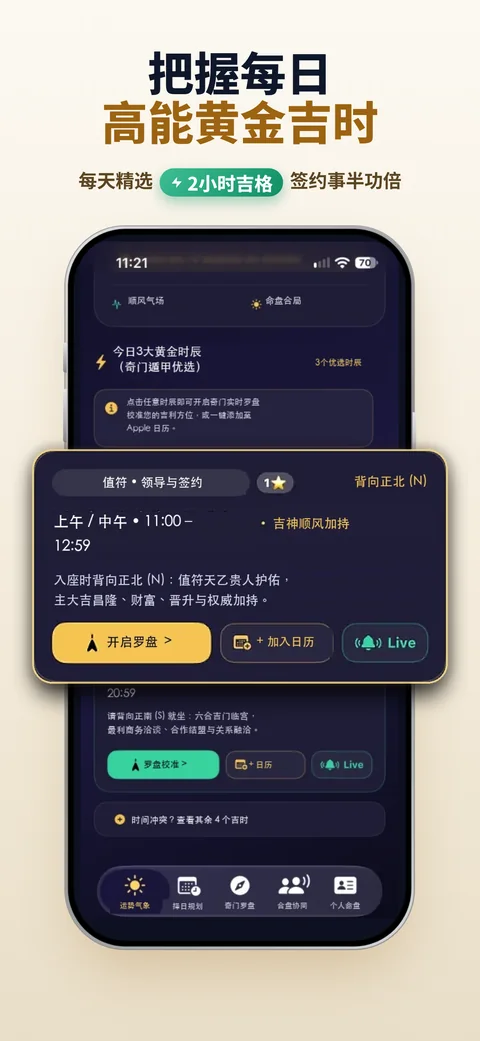 把握每日
高能黄金吉时
每天精选 2小时吉格 签约事半功倍
11:21 70
顺风气场 命盘合局
今日3大黄金时辰
（奇门遁甲优选） 3个优选时辰
点击任意时辰即可开启奇门实时罗盘
校准您的吉利方位，或一键添加至
Apple 日历。
值符 • 领导与签约 1 背向正北 (N)
上午 / 中午 • 11:00 – • 吉神顺风加持
12:59
入座时背向正北 (N)：值符天乙贵人护佑，
主大吉昌隆、财富、晋升与权威加持。
开启罗盘 > + 加入日历 Live
20:59
请背向正南 (S) 就坐：六合吉门临宫，
最利商务洽谈、合作结盟与关系融洽。
罗盘校准 > + 日历 Live
时间冲突？查看其余 4 个吉时
运势气象 择日规划 奇门罗盘 合盘协同 个人命盘